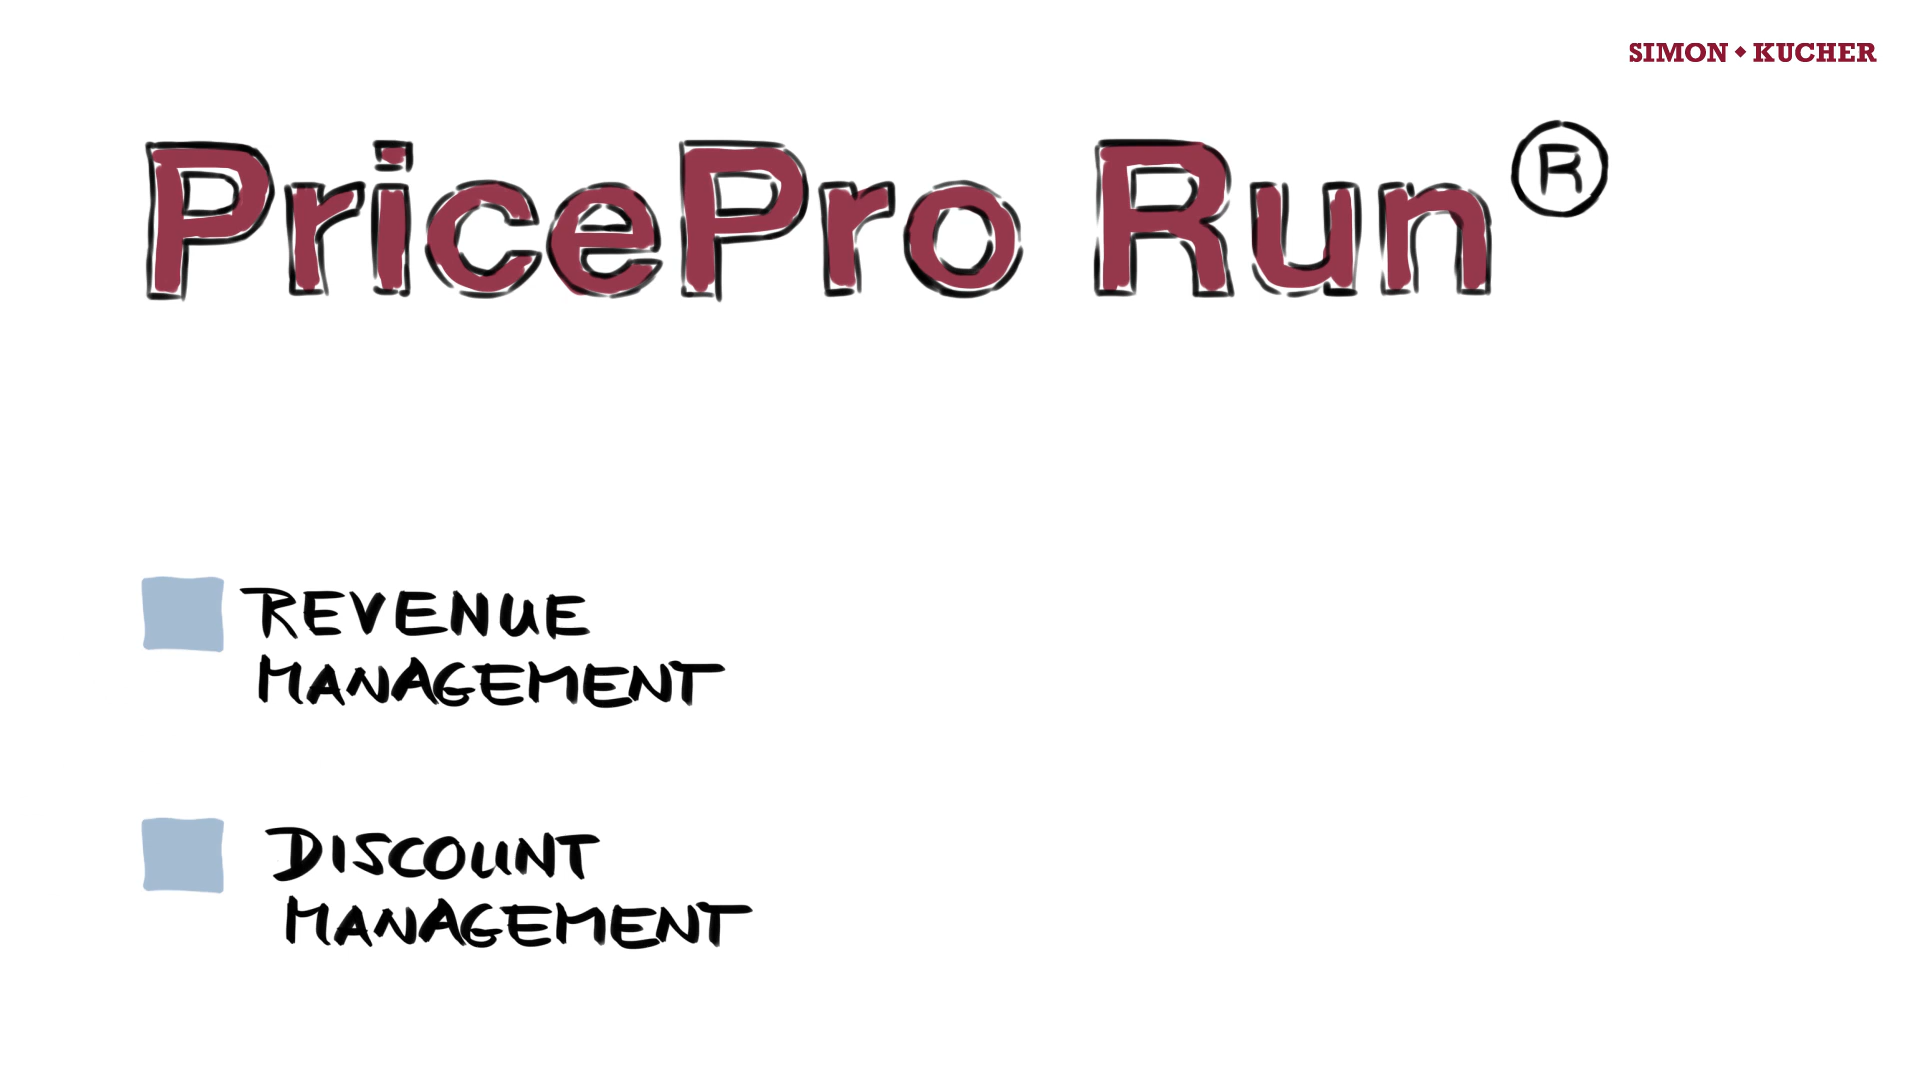 SIMON ◆ KUCHER
PricePro Run®
REVENUE
MANAGEMENT
DISCOUNT
MANAGEMENT